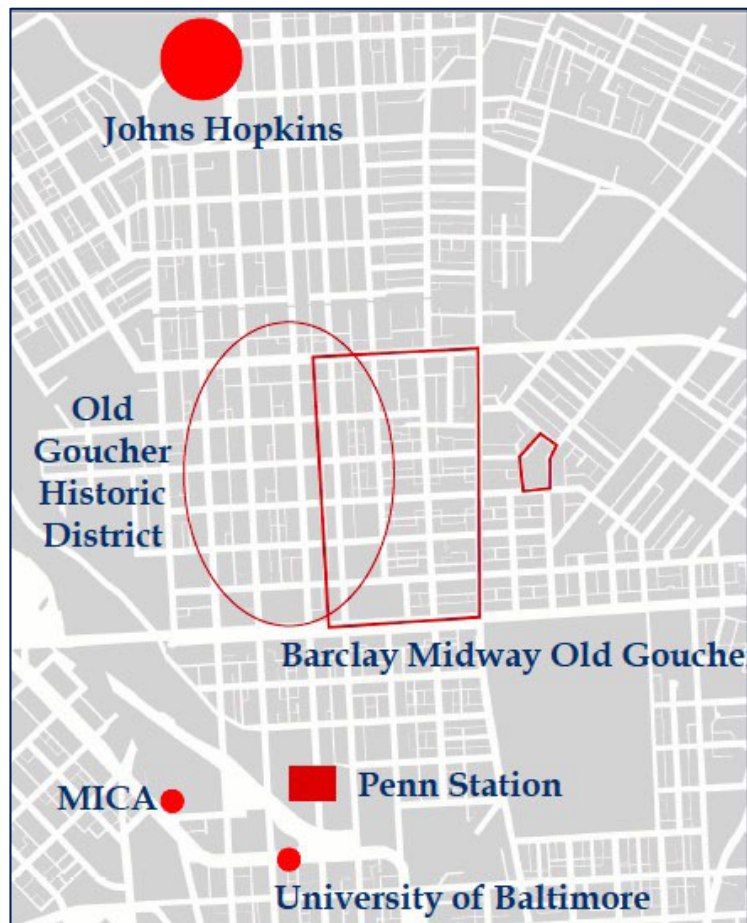 Johns Hopkins
Old
Goucher
Historic
District
Barclay Midway Old Gouche
MICA
Penn Station
University of Baltimore